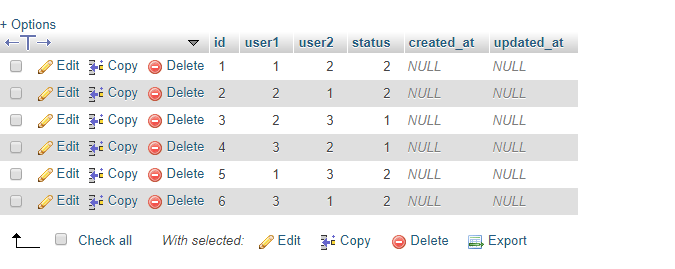 + Options
id user1 user2 status created_at updated_at
Edit Copy Delete 1 1 2 2 NULL NULL
Edit Copy Delete 2 2 1 2 NULL NULL
Edit Copy Delete 3 2 3 1 NULL NULL
Edit Copy Delete 4 3 2 1 NULL NULL
Edit Copy Delete 5 1 3 2 NULL NULL
Edit Copy Delete 6 3 1 2 NULL NULL
Check all With selected: Edit Copy Delete Export